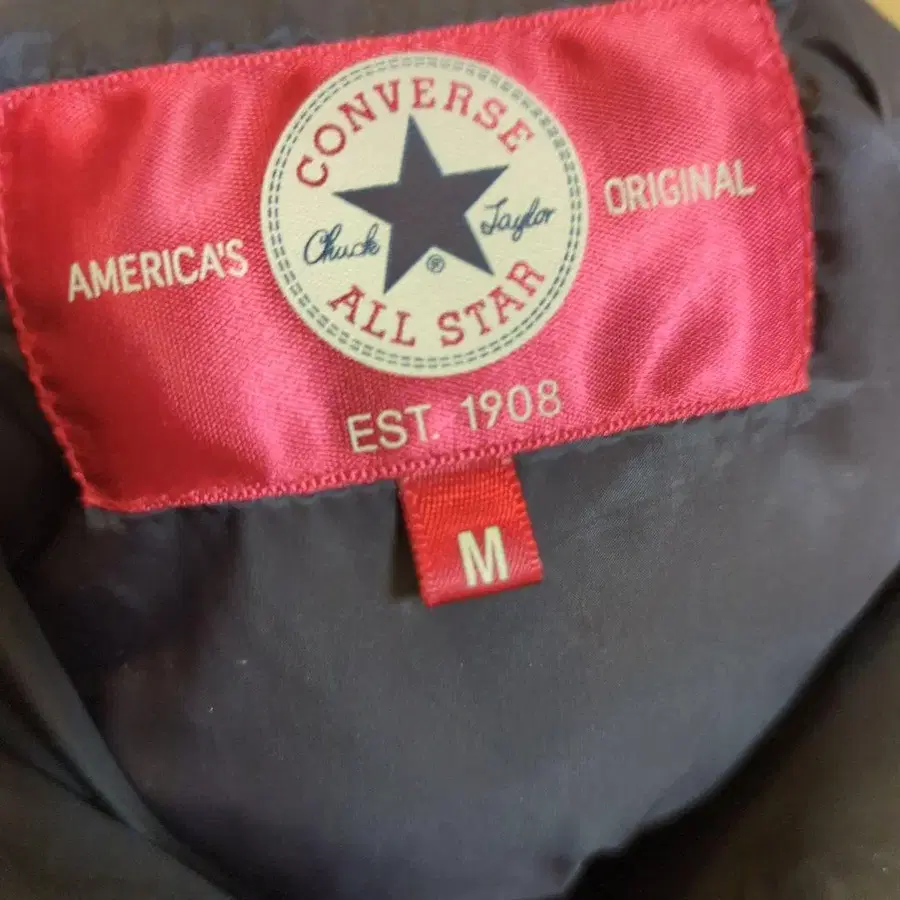 CONVERSE
Chuck Taylor
®
ALL STAR
AMERICA'S
ORIGINAL
EST. 1908
M